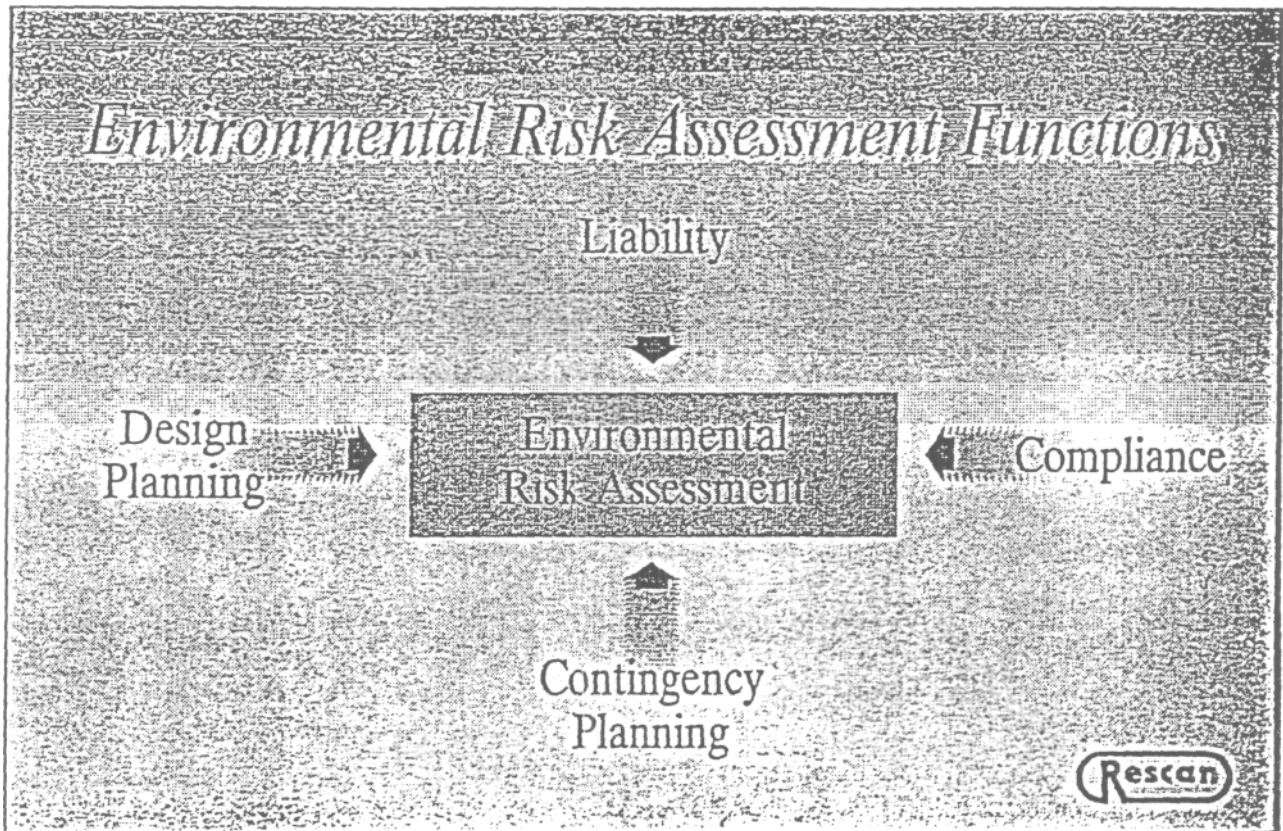 Environmental Risk Assessment Functions
Liability
Design
Planning
Environmental
Risk Assessment
Compliance
Contingency
Planning
Rescan